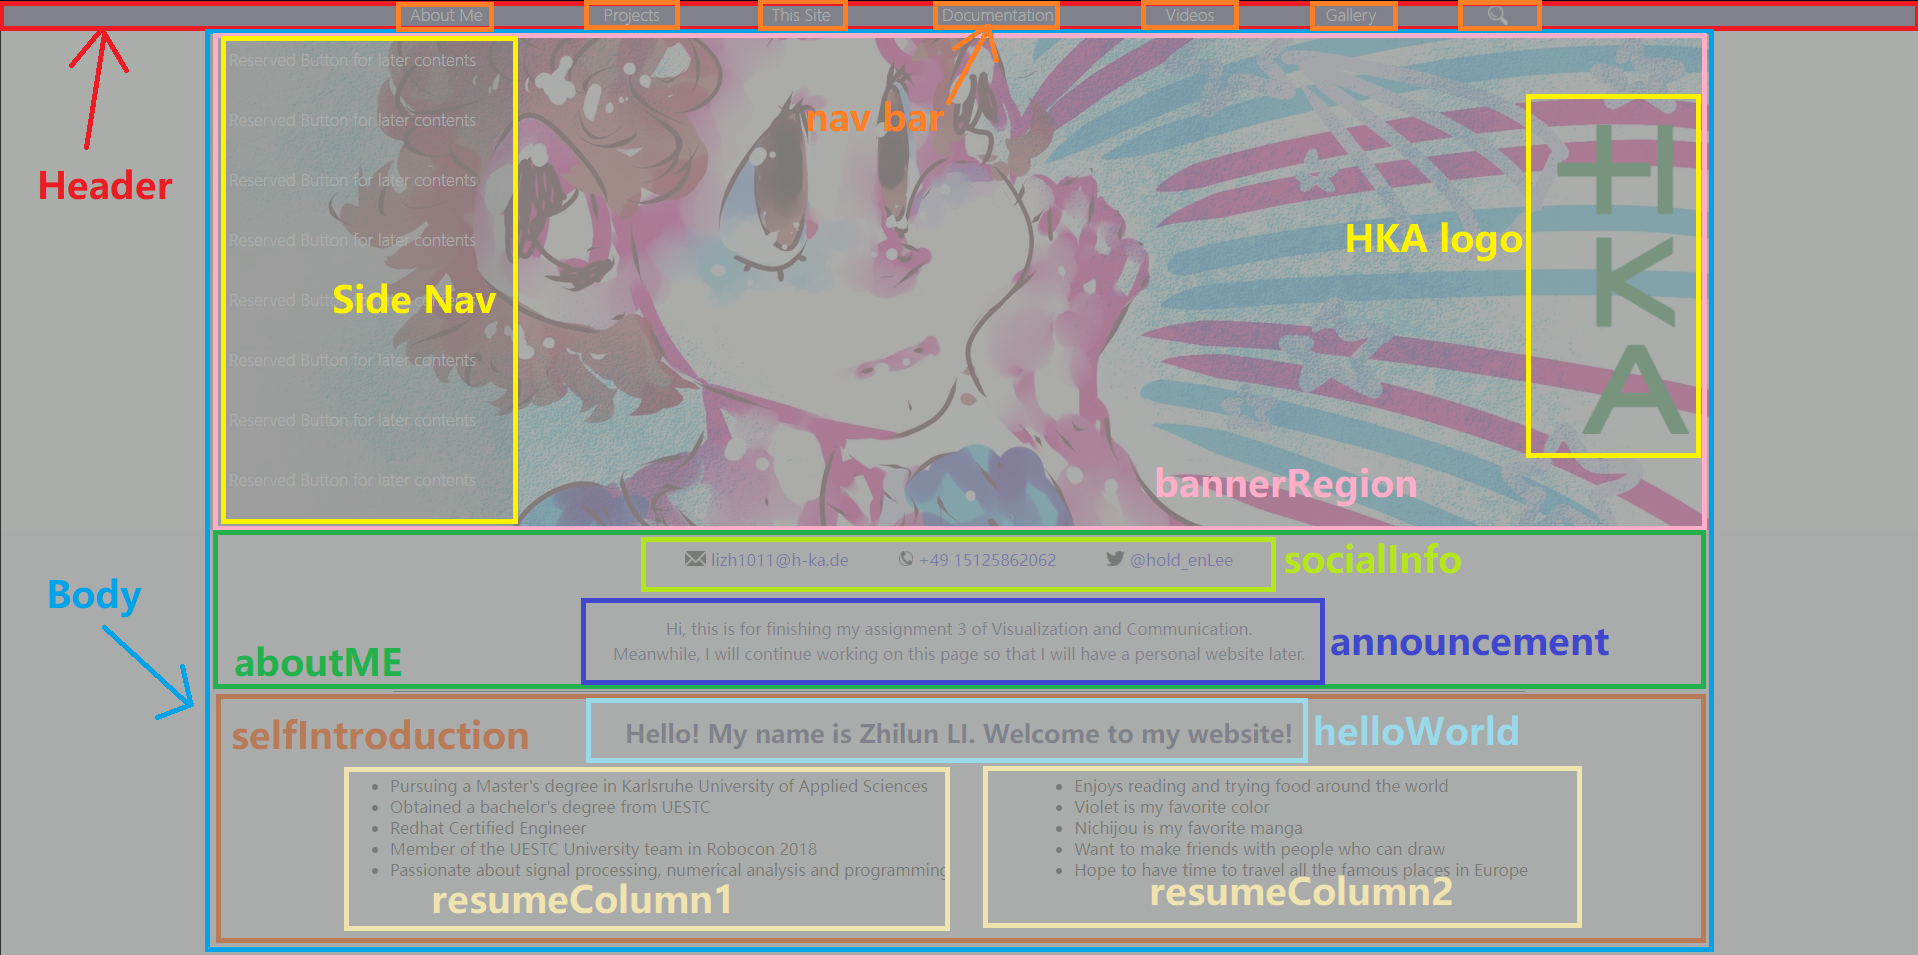 About Me
Projects
This Site
Documentation
Videos
Gallery
Header
nav bar
Reserved Button for later contents
Reserved Button for later contents
Reserved Button for later contents
Reserved Button for later contents
Reserved Button for later contents
Reserved Button for later contents
Reserved Button for later contents
Reserved Button for later contents
Side Nav
HKA logo
H
K
A
bannerRegion
lizh1011@h-ka.de
+49 15125862062
@hold_enLee
socialInfo
Body
Hi, this is for finishing my assignment 3 of Visualization and Communication.
Meanwhile, I will continue working on this page so that I will have a personal website later.
announcement
aboutME
selfIntroduction
Hello! My name is Zhilun LI. Welcome to my website!
helloWorld
Pursuing a Master's degree in Karlsruhe University of Applied Sciences
Obtained a bachelor's degree from UESTC
Redhat Certified Engineer
Member of the UESTC University team in Robocon 2018
Passionate about signal processing, numerical analysis and programming
resumeColumn1
Enjoys reading and trying food around the world
Violet is my favorite color
Nichijou is my favorite manga
Want to make friends with people who can draw
Hope to have time to travel all the famous places in Europe
resumeColumn2